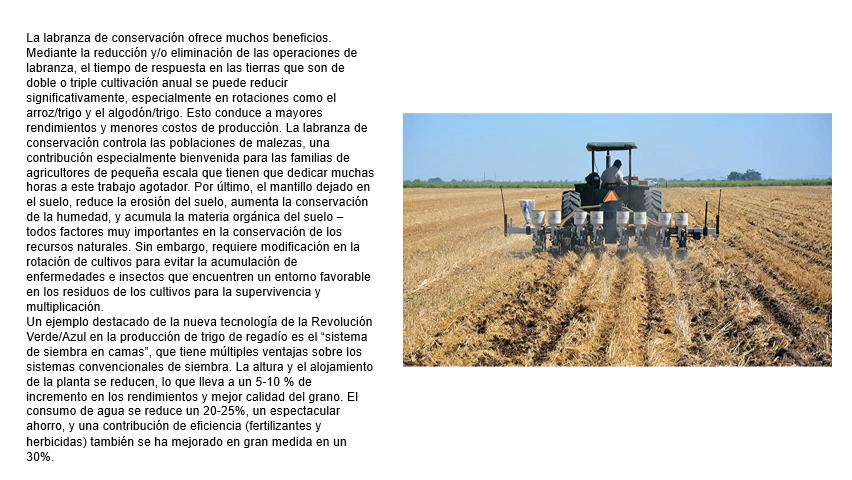 La labranza de conservación ofrece muchos beneficios.
Mediante la reducción y/o eliminación de las operaciones de
labranza, el tiempo de respuesta en las tierras que son de
doble o triple cultivación anual se puede reducir
significativamente, especialmente en rotaciones como el
arroz/trigo y el algodón/trigo. Esto conduce a mayores
rendimientos y menores costos de producción. La labranza de
conservación controla las poblaciones de malezas, una
contribución especialmente bienvenida para las familias de
agricultores de pequeña escala que tienen que dedicar muchas
horas a este trabajo agotador. Por último, el mantillo dejado en
el suelo, reduce la erosión del suelo, aumenta la conservación
de la humedad, y acumula la materia orgánica del suelo –
todos factores muy importantes en la conservación de los
recursos naturales. Sin embargo, requiere modificación en la
rotación de cultivos para evitar la acumulación de
enfermedades e insectos que encuentren un entorno favorable
en los residuos de los cultivos para la supervivencia y
multiplicación.
Un ejemplo destacado de la nueva tecnología de la Revolución
Verde/Azul en la producción de trigo de regadío es el “sistema
de siembra en camas”, que tiene múltiples ventajas sobre los
sistemas convencionales de siembra. La altura y el alojamiento
de la planta se reducen, lo que lleva a un 5-10 % de
incremento en los rendimientos y mejor calidad del grano. El
consumo de agua se reduce un 20-25%, un espectacular
ahorro, y una contribución de eficiencia (fertilizantes y
herbicidas) también se ha mejorado en gran medida en un
30%.